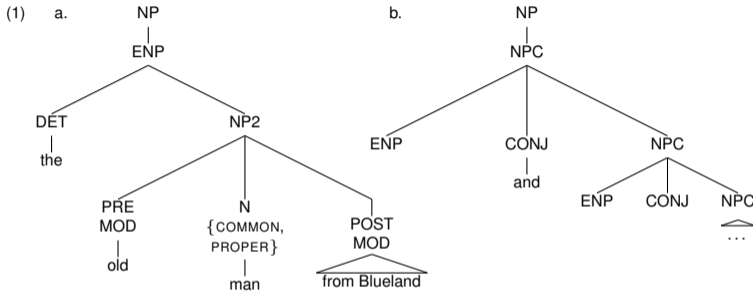 (1) a. NP b. NP
ENP NPC
DET NP2 ENP CONJ NPC
the and
PRE N POST ENP CONJ NPC
MOD {COMMON, MOD ...
old PROPER}
man from Blueland